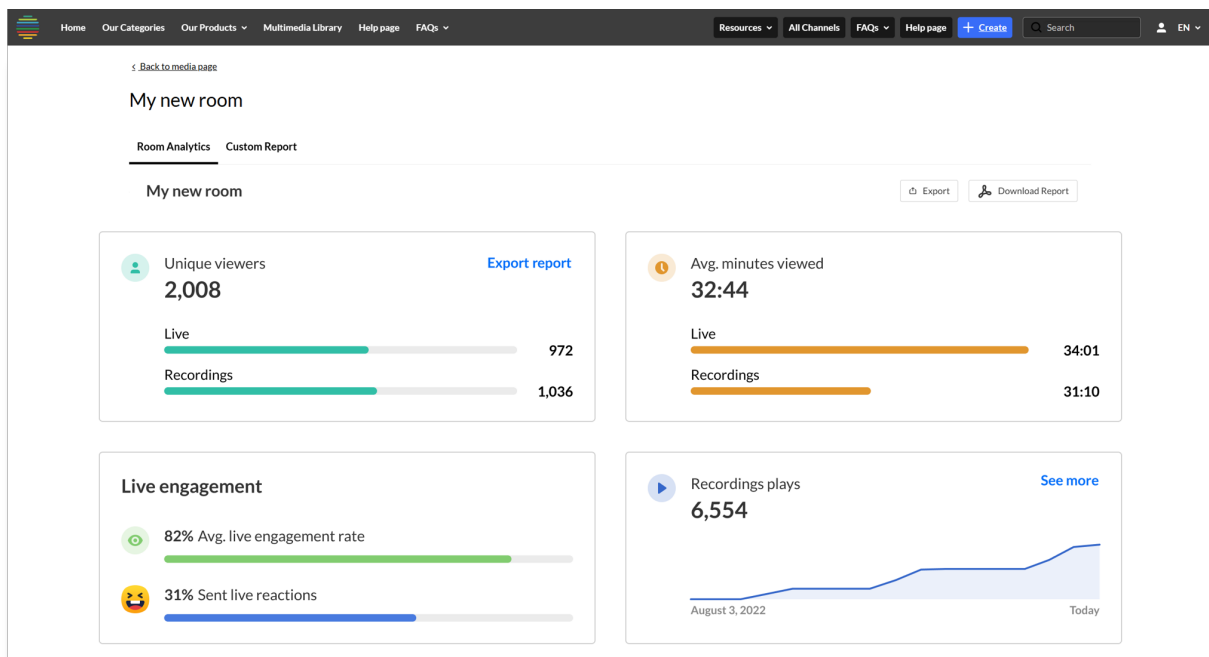 Home Our Categories Our Products Multimedia Library Help page FAQs Resources All Channels FAQs Help page + Create Search EN
< Back to media page
My new room
Room Analytics Custom Report
My new room Export Download Report
Unique viewers Export report
2,008
Live
972
Recordings
1,036
Avg. minutes viewed
32:44
Live
34:01
Recordings
31:10
Live engagement
82% Avg. live engagement rate
31% Sent live reactions
Recordings plays See more
6,554
August 3, 2022 Today